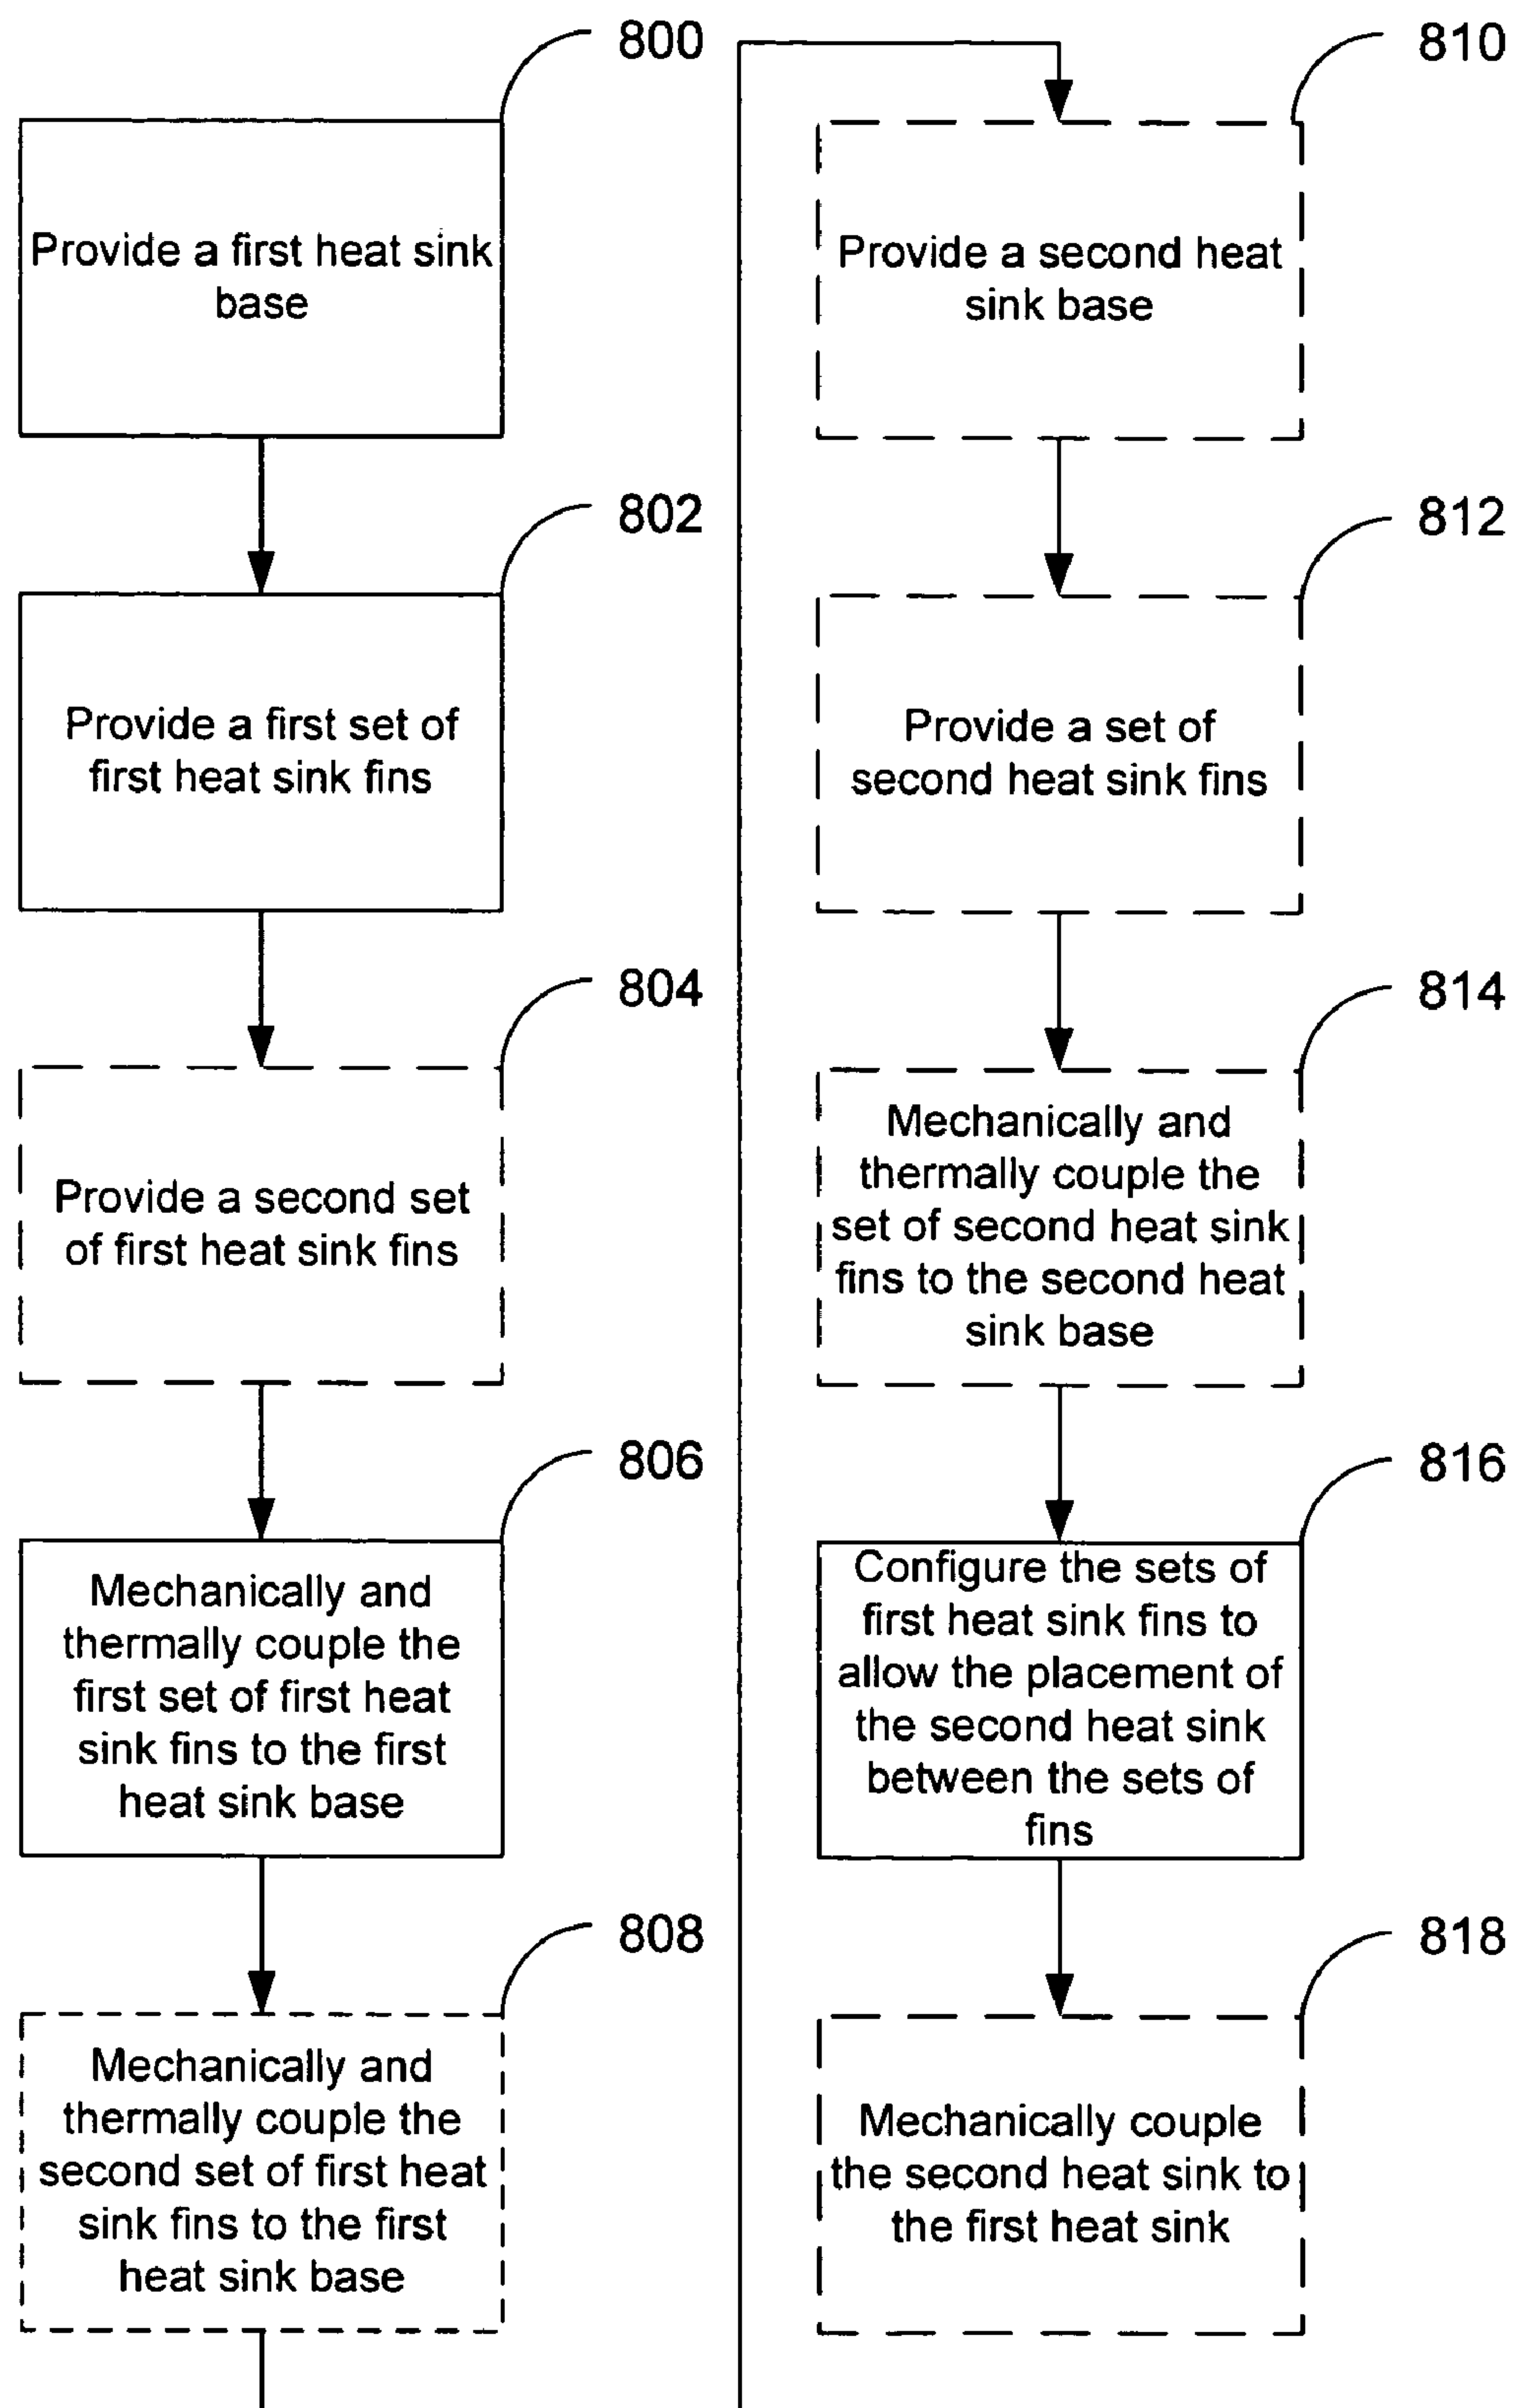 800
Provide a first heat sink
base
802
Provide a first set of
first heat sink fins
804
Provide a second set
of first heat sink fins
806
Mechanically and
thermally couple the
first set of first heat
sink fins to the first
heat sink base
808
Mechanically and
thermally couple the
second set of first heat
sink fins to the first
heat sink base
810
Provide a second heat
sink base
812
Provide a set of
second heat sink fins
814
Mechanically and
thermally couple the
set of second heat sink
fins to the second heat
sink base
816
Configure the sets of
first heat sink fins to
allow the placement of
the second heat sink
between the sets of
fins
818
Mechanically couple
the second heat sink to
the first heat sink